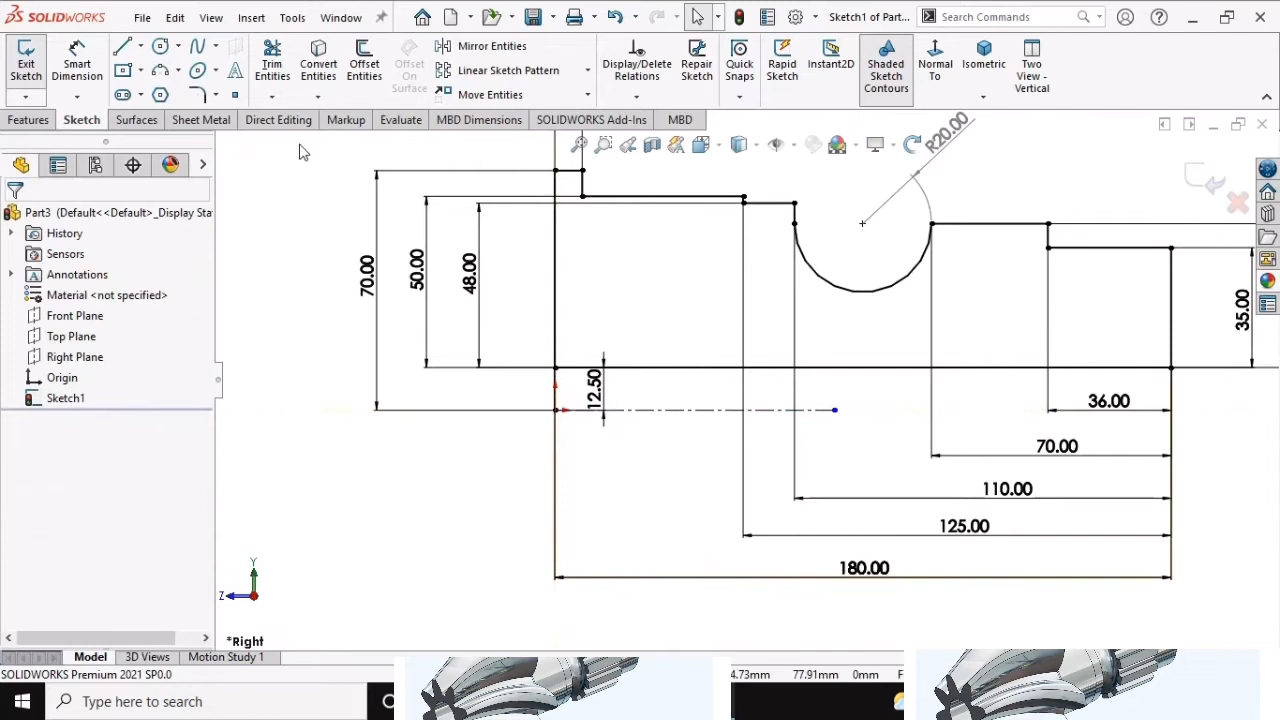 SOLIDWORKS File Edit View Insert Tools Window Sketch1 of Part... Search Commands
Exit Sketch Smart Dimension Trim Entities Convert Entities Offset Entities Offset On Surface Mirror Entities Linear Sketch Pattern Move Entities Display/Delete Relations Repair Sketch Quick Snaps Rapid Sketch Instant2D Shaded Sketch Contours Normal To Isometric Two View - Vertical
Features Sketch Surfaces Sheet Metal Direct Editing Markup Evaluate MBD Dimensions SOLIDWORKS Add-Ins MBD
R20.00
Part3 (Default<<Default>_Display Sta
History
Sensors
Annotations
Material <not specified>
Front Plane
Top Plane
Right Plane
Origin
Sketch1
70.00
50.00
48.00
35.00
12.50
36.00
70.00
110.00
125.00
180.00
Y
Z
*Right
Model 3D Views Motion Study 1
SOLIDWORKS Premium 2021 SP0.0 4.73mm 77.91mm 0mm F
Type here to search